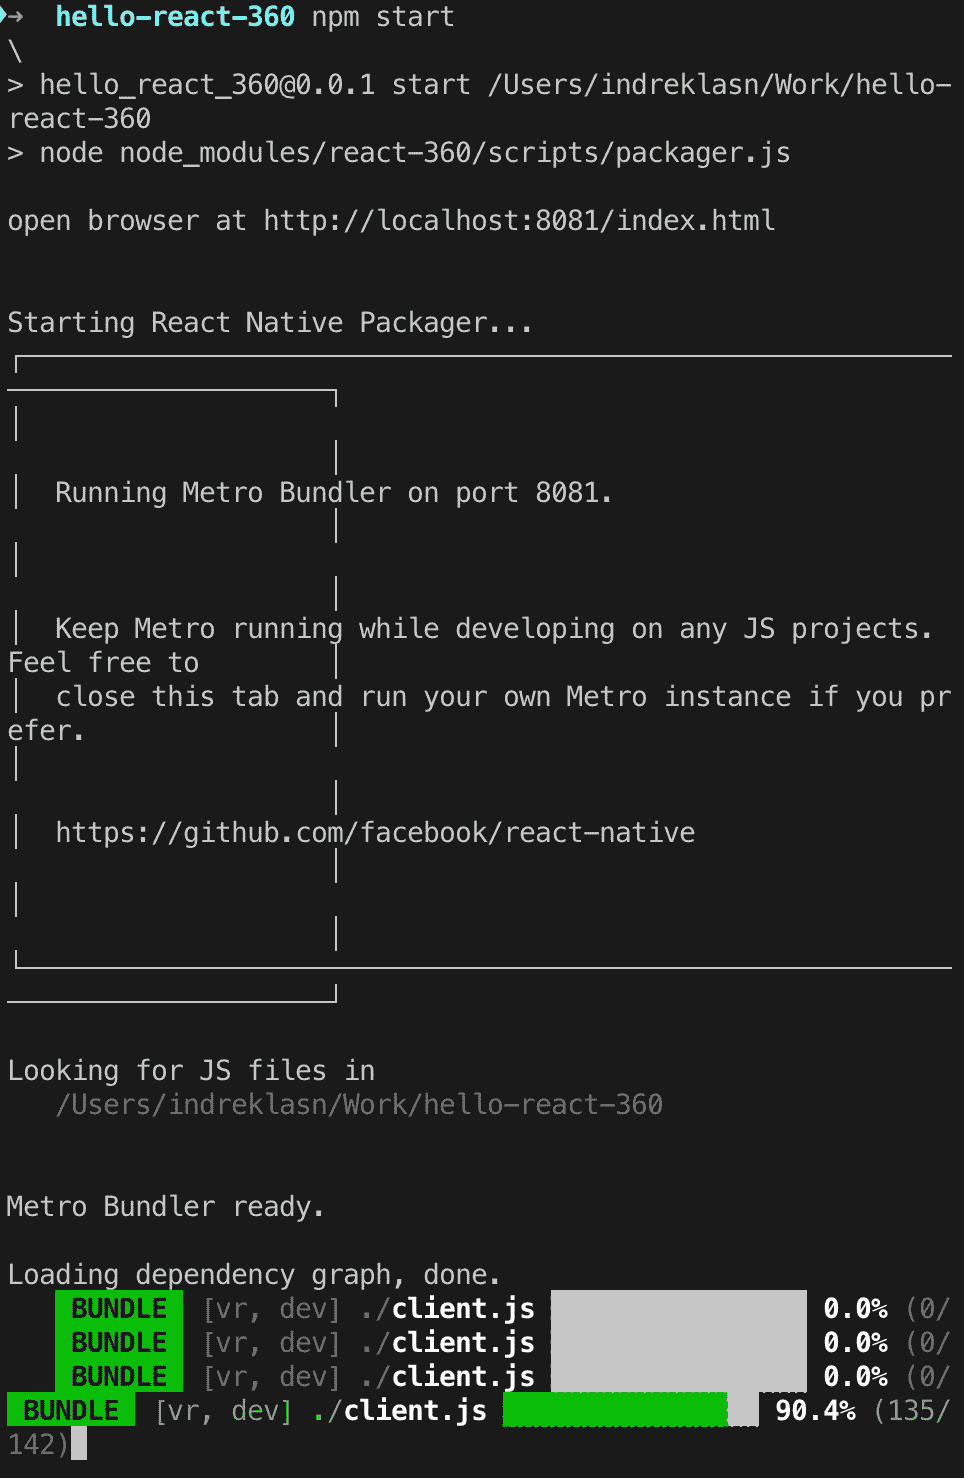 → hello-react-360 npm start
\
> hello_react_360@0.0.1 start /Users/indreklasn/Work/hello-
react-360
> node node_modules/react-360/scripts/packager.js
open browser at http://localhost:8081/index.html
Starting React Native Packager...
Running Metro Bundler on port 8081.
Keep Metro running while developing on any JS projects.
Feel free to
close this tab and run your own Metro instance if you pr
efer.
https://github.com/facebook/react-native
Looking for JS files in
/Users/indreklasn/Work/hello-react-360
Metro Bundler ready.
Loading dependency graph, done.
BUNDLE [vr, dev] ./client.js 0.0% (0/
BUNDLE [vr, dev] ./client.js 0.0% (0/
BUNDLE [vr, dev] ./client.js 0.0% (0/
BUNDLE [vr, dev] ./client.js 90.4% (135/
142)